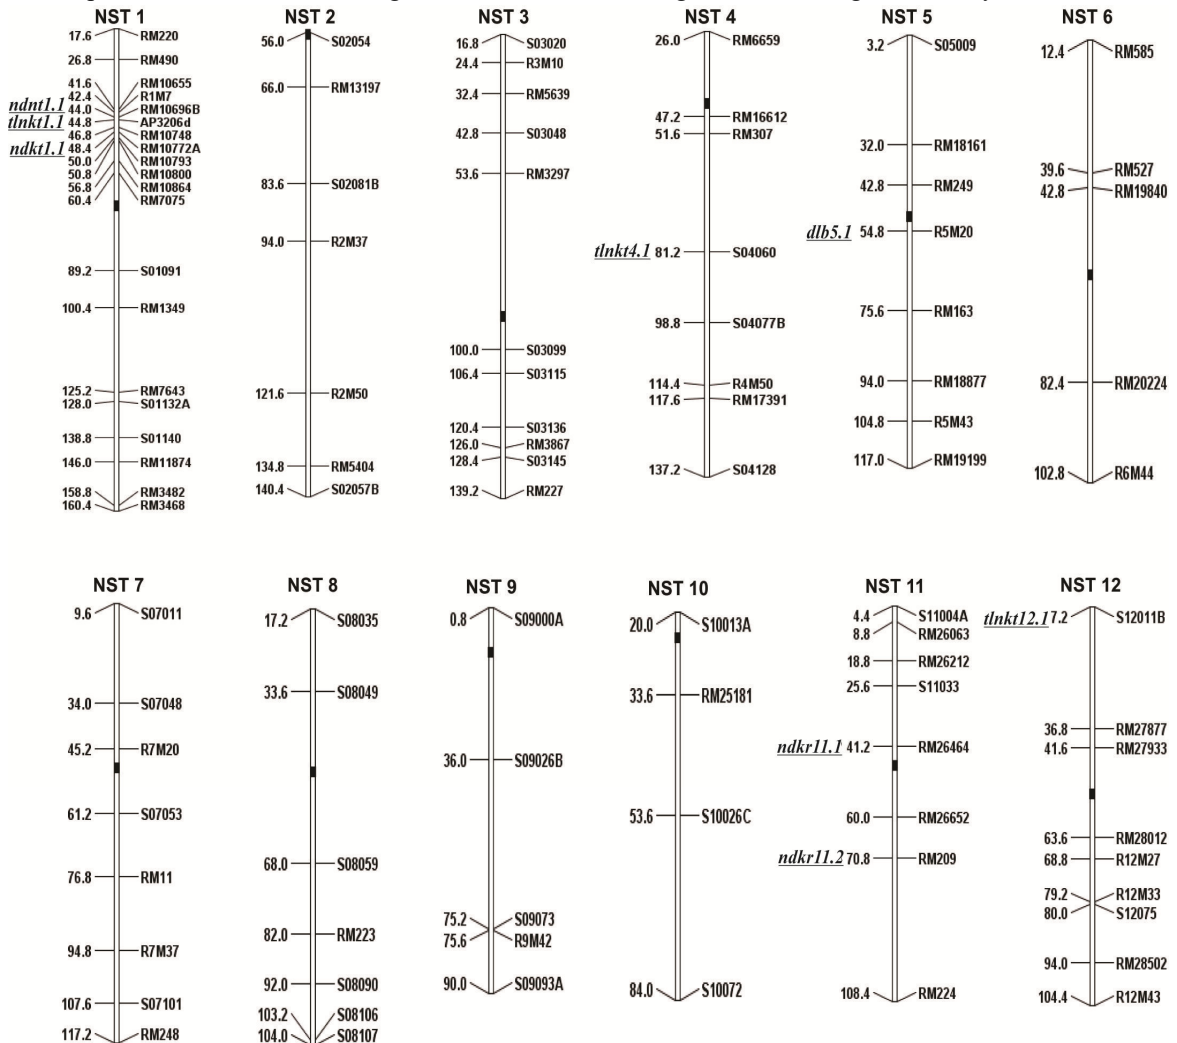 NST 1
17.6 RM220
26.8 RM490
41.6 RM10655
42.4 R1M7
ndnt1.1 44.0 RM10696B
tlnkt1.1 44.8 AP3206d
46.8 RM10748
ndkt1.1 48.4 RM10772A
50.0 RM10793
50.8 RM10800
56.8 RM10864
60.4 RM7075
89.2 S01091
100.4 RM1349
125.2 RM7643
128.0 S01132A
138.8 S01140
146.0 RM11874
158.8 RM3482
160.4 RM3468
NST 2
56.0 S02054
66.0 RM13197
83.6 S02081B
94.0 R2M37
121.6 R2M50
134.8 RM5404
140.4 S02057B
NST 3
16.8 S03020
24.4 R3M10
32.4 RM5639
42.8 S03048
53.6 RM3297
100.0 S03099
106.4 S03115
120.4 S03136
126.0 RM3867
128.4 S03145
139.2 RM227
NST 4
26.0 RM6659
47.2 RM16612
51.6 RM307
tlnkt4.1 81.2 S04060
98.8 S04077B
114.4 R4M50
117.6 RM17391
137.2 S04128
NST 5
3.2 S05009
32.0 RM18161
42.8 RM249
dlb5.1 54.8 R5M20
75.6 RM163
94.0 RM18877
104.8 R5M43
117.0 RM19199
NST 6
12.4 RM585
39.6 RM527
42.8 RM19840
82.4 RM20224
102.8 R6M44
NST 7
9.6 S07011
34.0 S07048
45.2 R7M20
61.2 S07053
76.8 RM11
94.8 R7M37
107.6 S07101
117.2 RM248
NST 8
17.2 S08035
33.6 S08049
68.0 S08059
82.0 RM223
92.0 S08090
103.2 S08106
104.0 S08107
NST 9
0.8 S09000A
36.0 S09026B
75.2 S09073
75.6 R9M42
90.0 S09093A
NST 10
20.0 S10013A
33.6 RM25181
53.6 S10026C
84.0 S10072
NST 11
4.4 S11004A
8.8 RM26063
18.8 RM26212
25.6 S11033
ndkr11.1 41.2 RM26464
60.0 RM26652
ndkr11.2 70.8 RM209
108.4 RM224
NST 12
tlnkt12.1 7.2 S12011B
36.8 RM27877
41.6 RM27933
63.6 RM28012
68.8 R12M27
79.2 R12M33
80.0 S12075
94.0 RM28502
104.4 R12M43